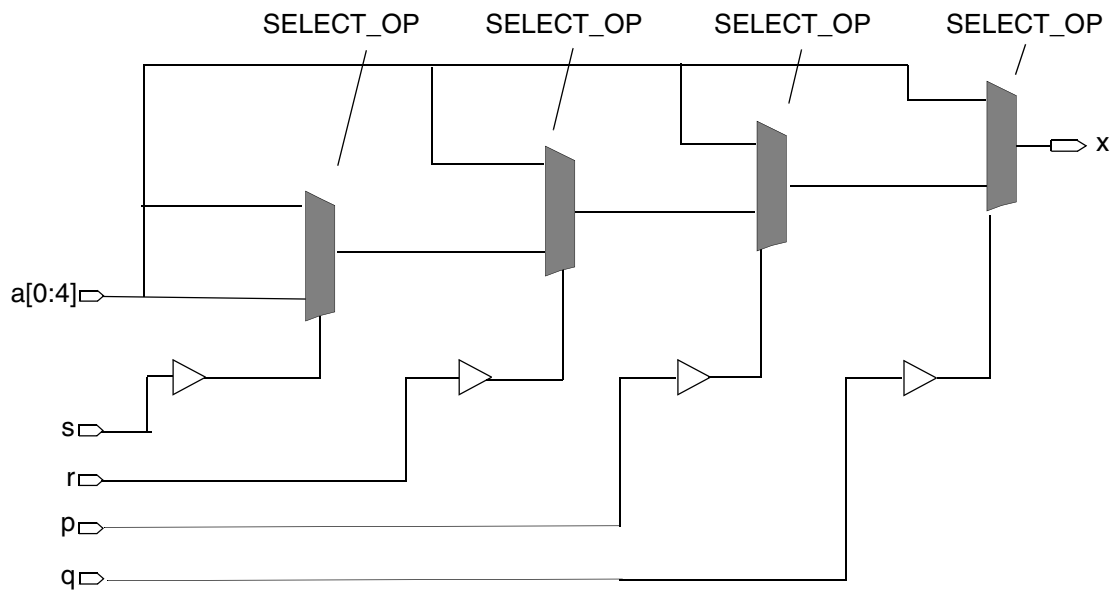 SELECT_OP
SELECT_OP
SELECT_OP
SELECT_OP
x
a[0:4]
s
r
p
q